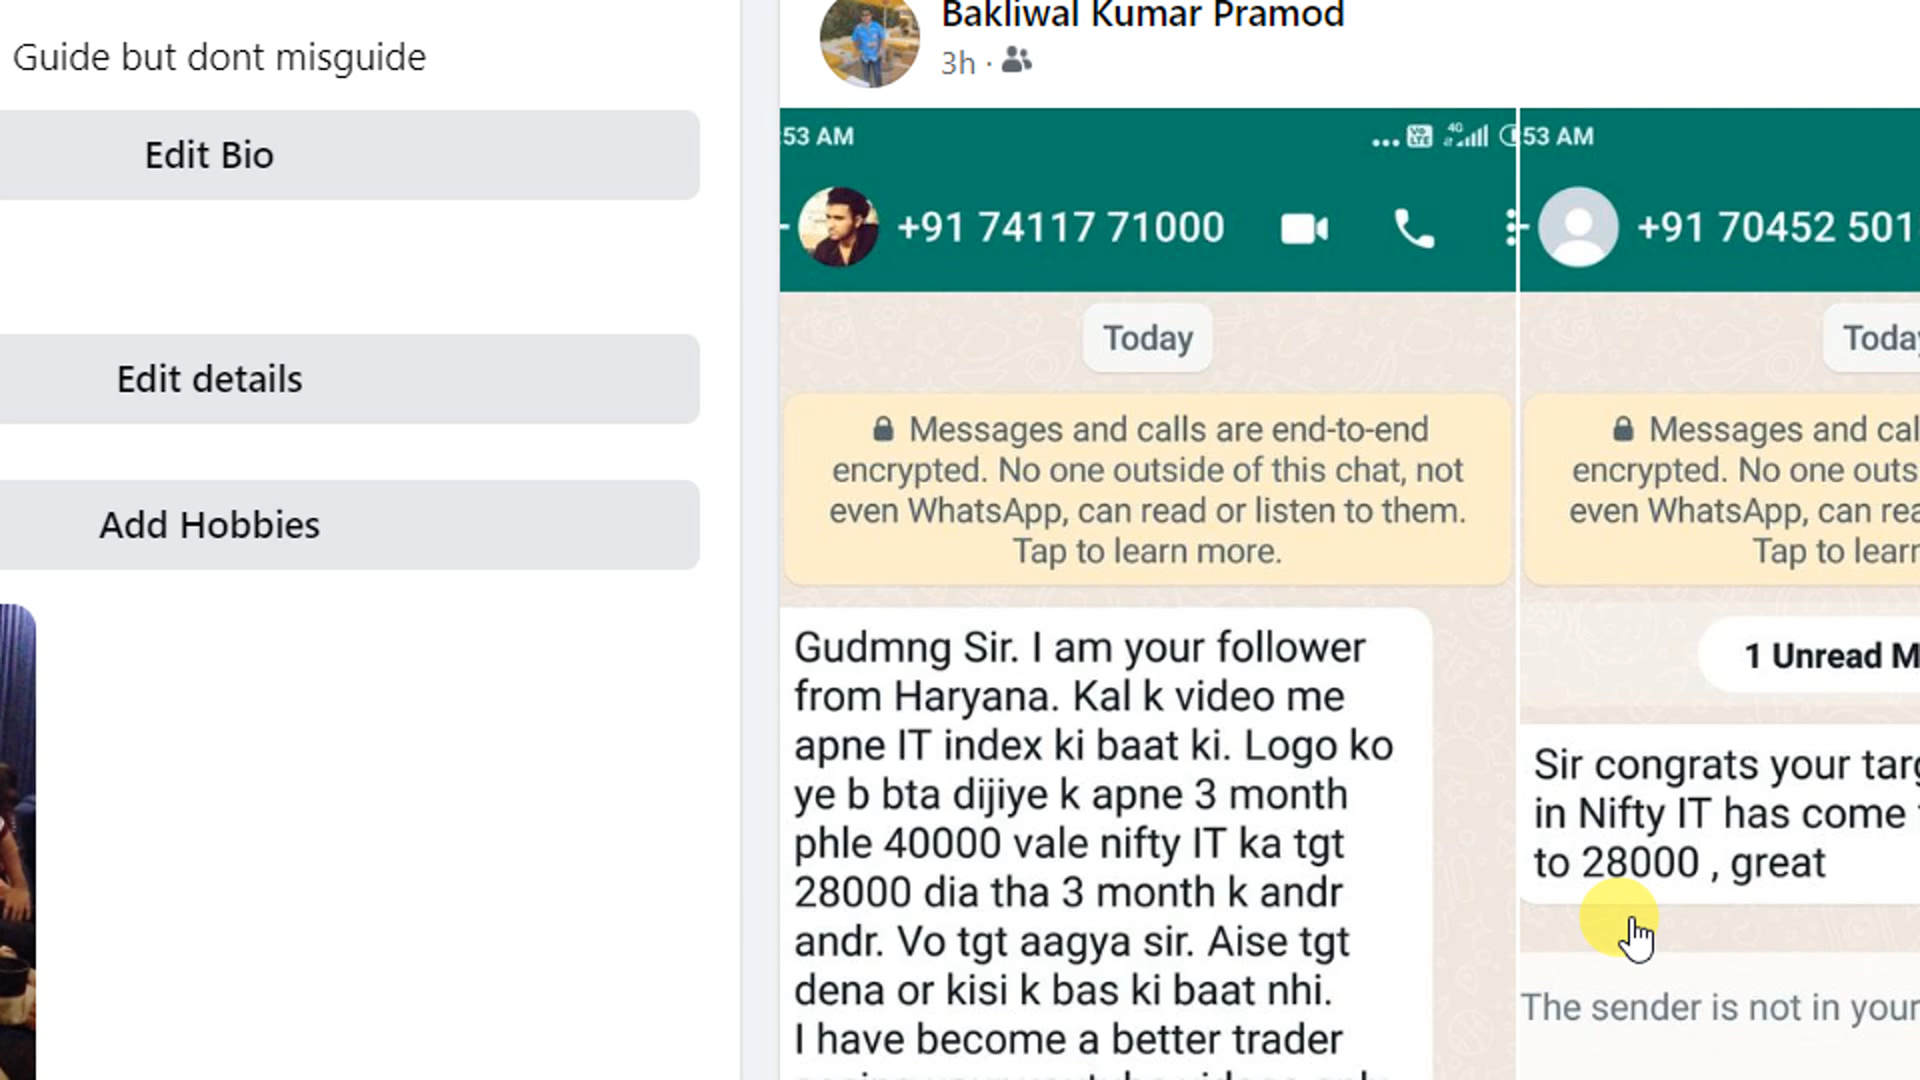 Guide but dont misguide
Edit Bio
Edit details
Add Hobbies
Bakliwal Kumar Pramod
3h ·
:53 AM
4G
+91 74117 71000
Today
Messages and calls are end-to-end
encrypted. No one outside of this chat, not
even WhatsApp, can read or listen to them.
Tap to learn more.
Gudmng Sir. I am your follower
from Haryana. Kal k video me
apne IT index ki baat ki. Logo ko
ye b bta dijiye k apne 3 month
phle 40000 vale nifty IT ka tgt
28000 dia tha 3 month k andr
andr. Vo tgt aagya sir. Aise tgt
dena or kisi k bas ki baat nhi.
I have become a better trader
53 AM
+91 70452 501
Today
Messages and cal
encrypted. No one outs
even WhatsApp, can rea
Tap to learn
1 Unread M
Sir congrats your targ
in Nifty IT has come
to 28000 , great
The sender is not in your